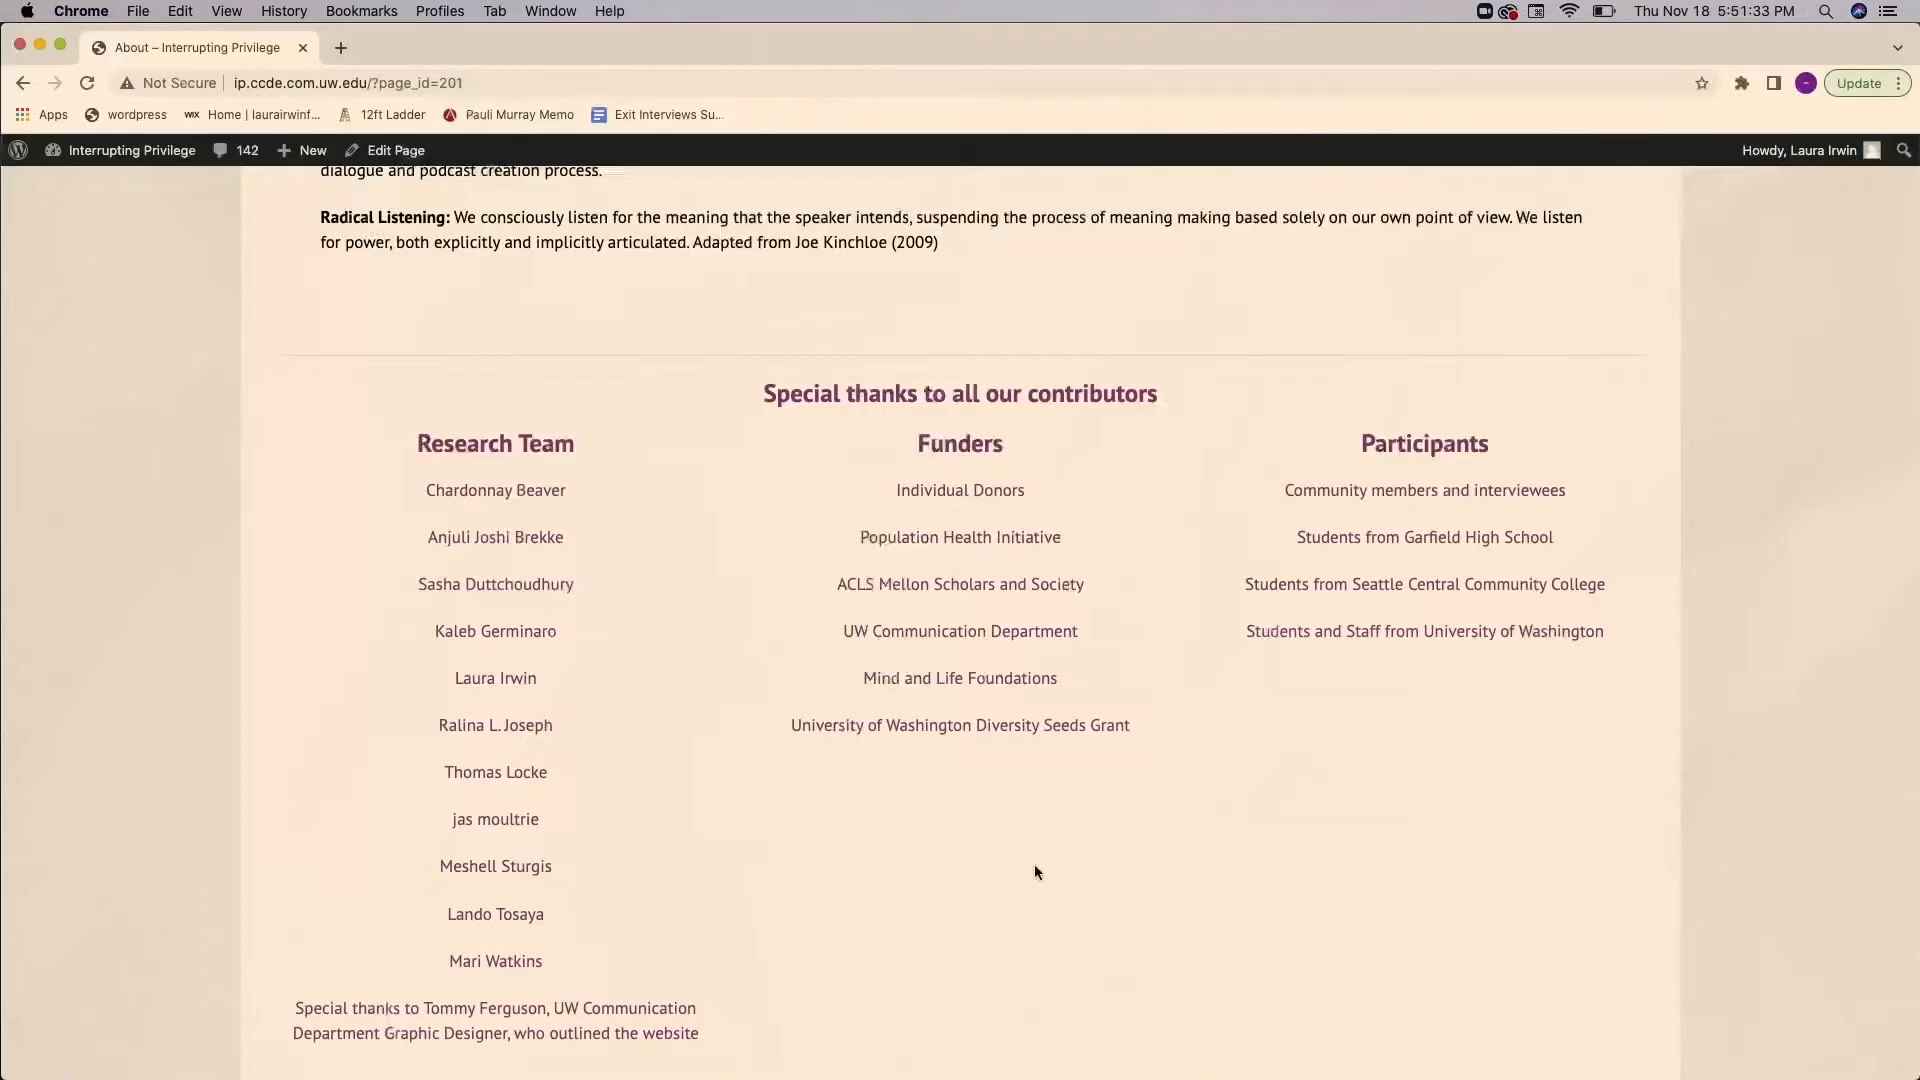 Chrome File Edit View History Bookmarks Profiles Tab Window Help Thu Nov 18 5:51:33 PM
About – Interrupting Privilege
Not Secure ip.ccde.com.uw.edu/?page_id=201 Update
Apps wordpress WIX Home | laurairwinf... 12ft Ladder Pauli Murray Memo Exit Interviews Su...
Interrupting Privilege 142 New Edit Page Howdy, Laura Irwin
dialogue and podcast creation process.
Radical Listening: We consciously listen for the meaning that the speaker intends, suspending the process of meaning making based solely on our own point of view. We listen
for power, both explicitly and implicitly articulated. Adapted from Joe Kinchloe (2009)
Special thanks to all our contributors
Research Team
Chardonnay Beaver
Anjuli Joshi Brekke
Sasha Duttchoudhury
Kaleb Germinaro
Laura Irwin
Ralina L. Joseph
Thomas Locke
jas moultrie
Meshell Sturgis
Lando Tosaya
Mari Watkins
Special thanks to Tommy Ferguson, UW Communication
Department Graphic Designer, who outlined the website
Funders
Individual Donors
Population Health Initiative
ACLS Mellon Scholars and Society
UW Communication Department
Mind and Life Foundations
University of Washington Diversity Seeds Grant
Participants
Community members and interviewees
Students from Garfield High School
Students from Seattle Central Community College
Students and Staff from University of Washington